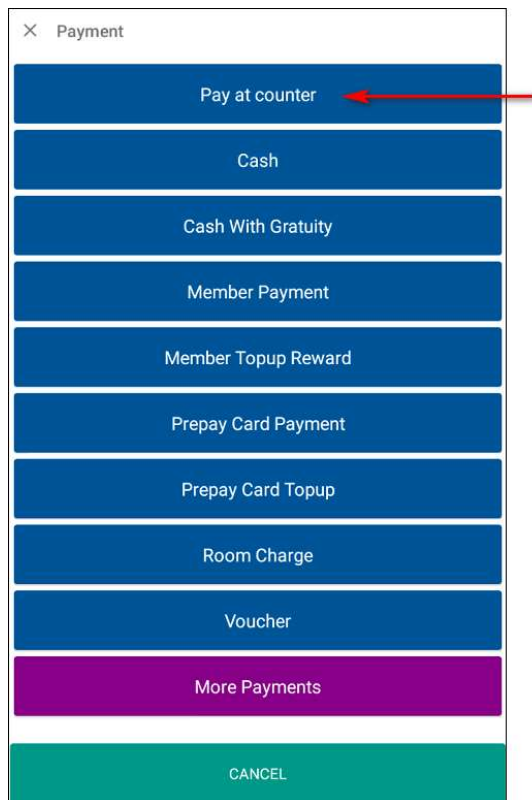 Payment
Pay at counter
Cash
Cash With Gratuity
Member Payment
Member Topup Reward
Prepay Card Payment
Prepay Card Topup
Room Charge
Voucher
More Payments
CANCEL